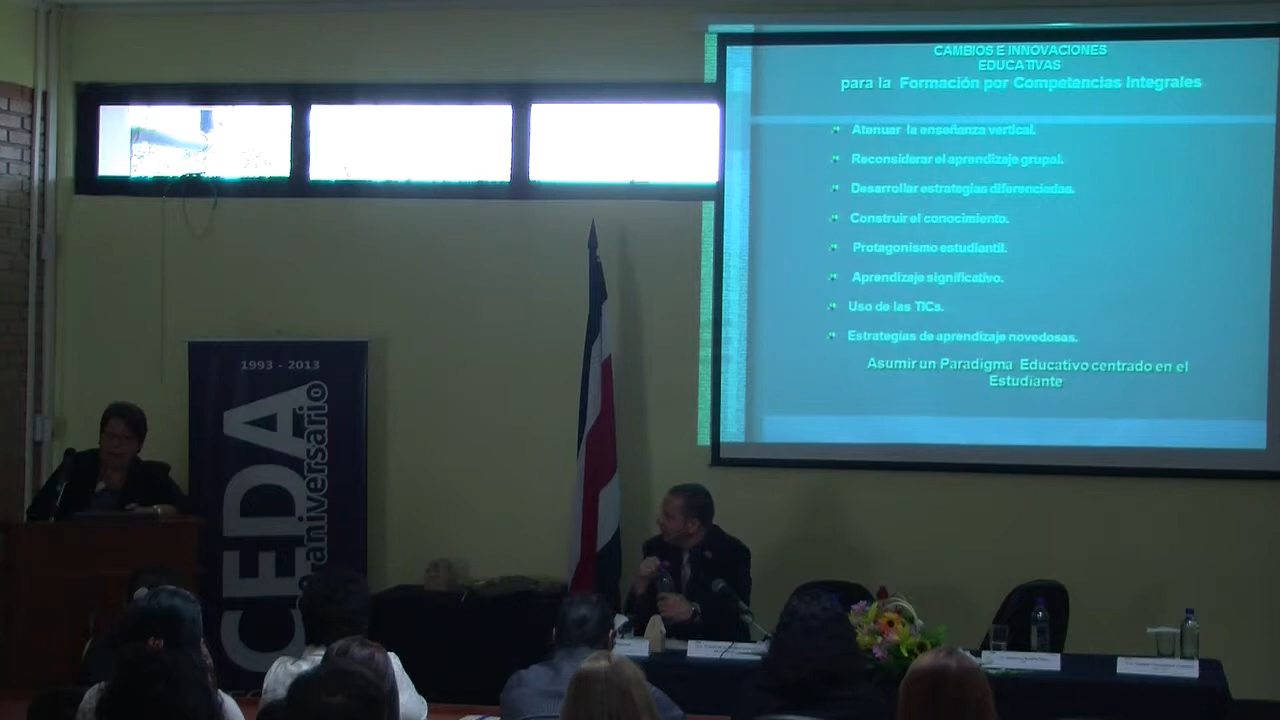 CAMBIOS E INNOVACIONES
EDUCATIVAS
para la Formación por Competencias Integrales
Atenuar la enseñanza vertical.
Reconsiderar el aprendizaje grupal.
Desarrollar estrategias diferenciadas.
Construir el conocimiento.
Protagonismo estudiantil.
Aprendizaje significativo.
Uso de las TICs.
Estrategias de aprendizaje novedosas.
Asumir un Paradigma Educativo centrado en el
Estudiante
1993 - 2013
CEDA
aniversario